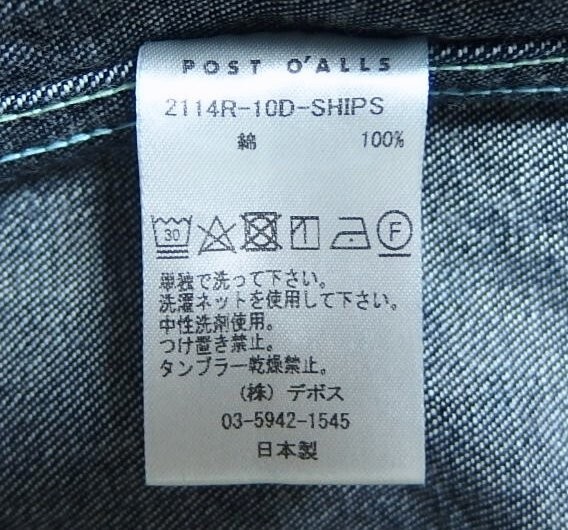 POST O'ALLS
2114R-10D-SHIPS
綿 100%
30 F
単独で洗って下さい。
洗濯ネットを使用して下さい。
中性洗剤使用。
つけ置き禁止。
タンブラー乾燥禁止。
(株) デボス
03-5942-1545
日本製